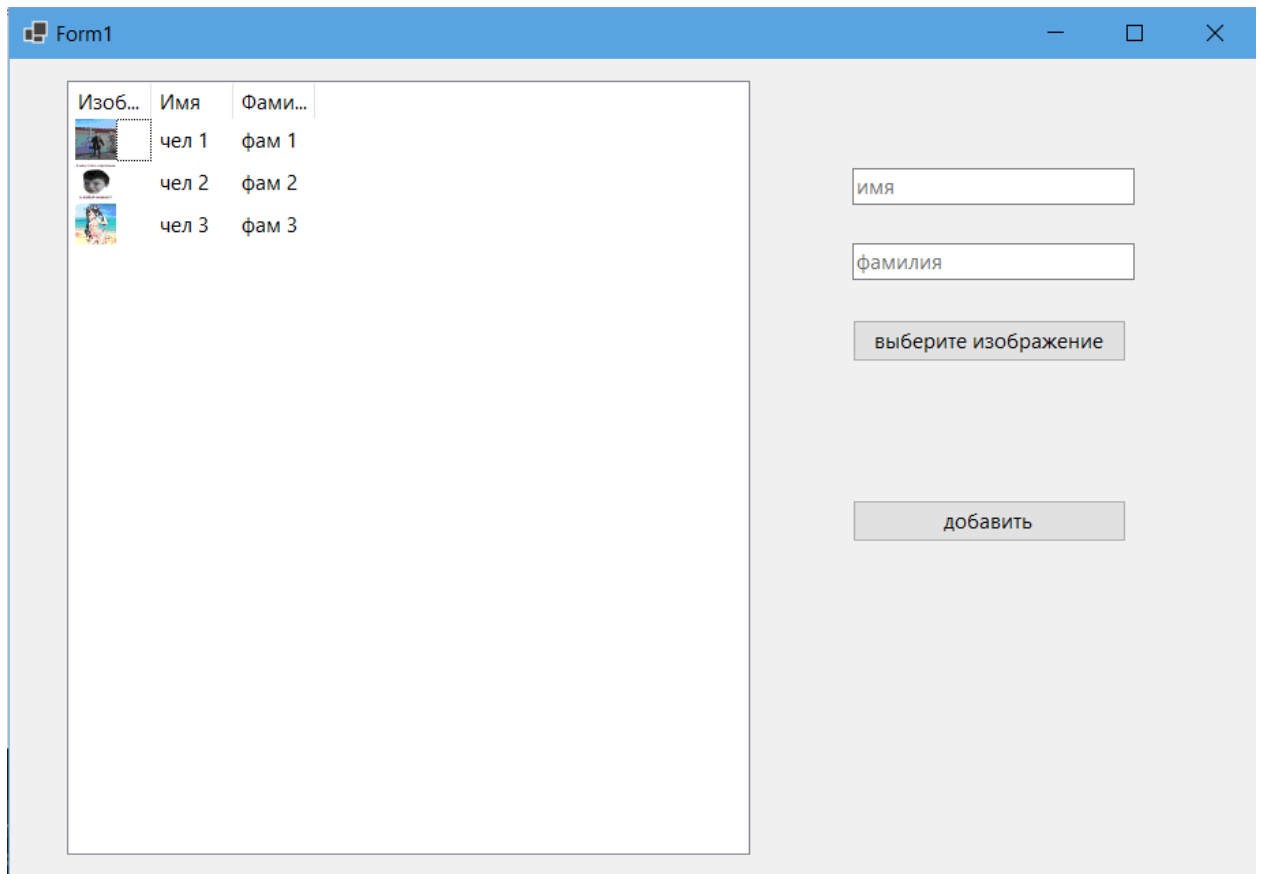 Form1
Изоб... Имя Фами...
чел 1 фам 1
чел 2 фам 2
чел 3 фам 3
имя
фамилия
выберите изображение
добавить